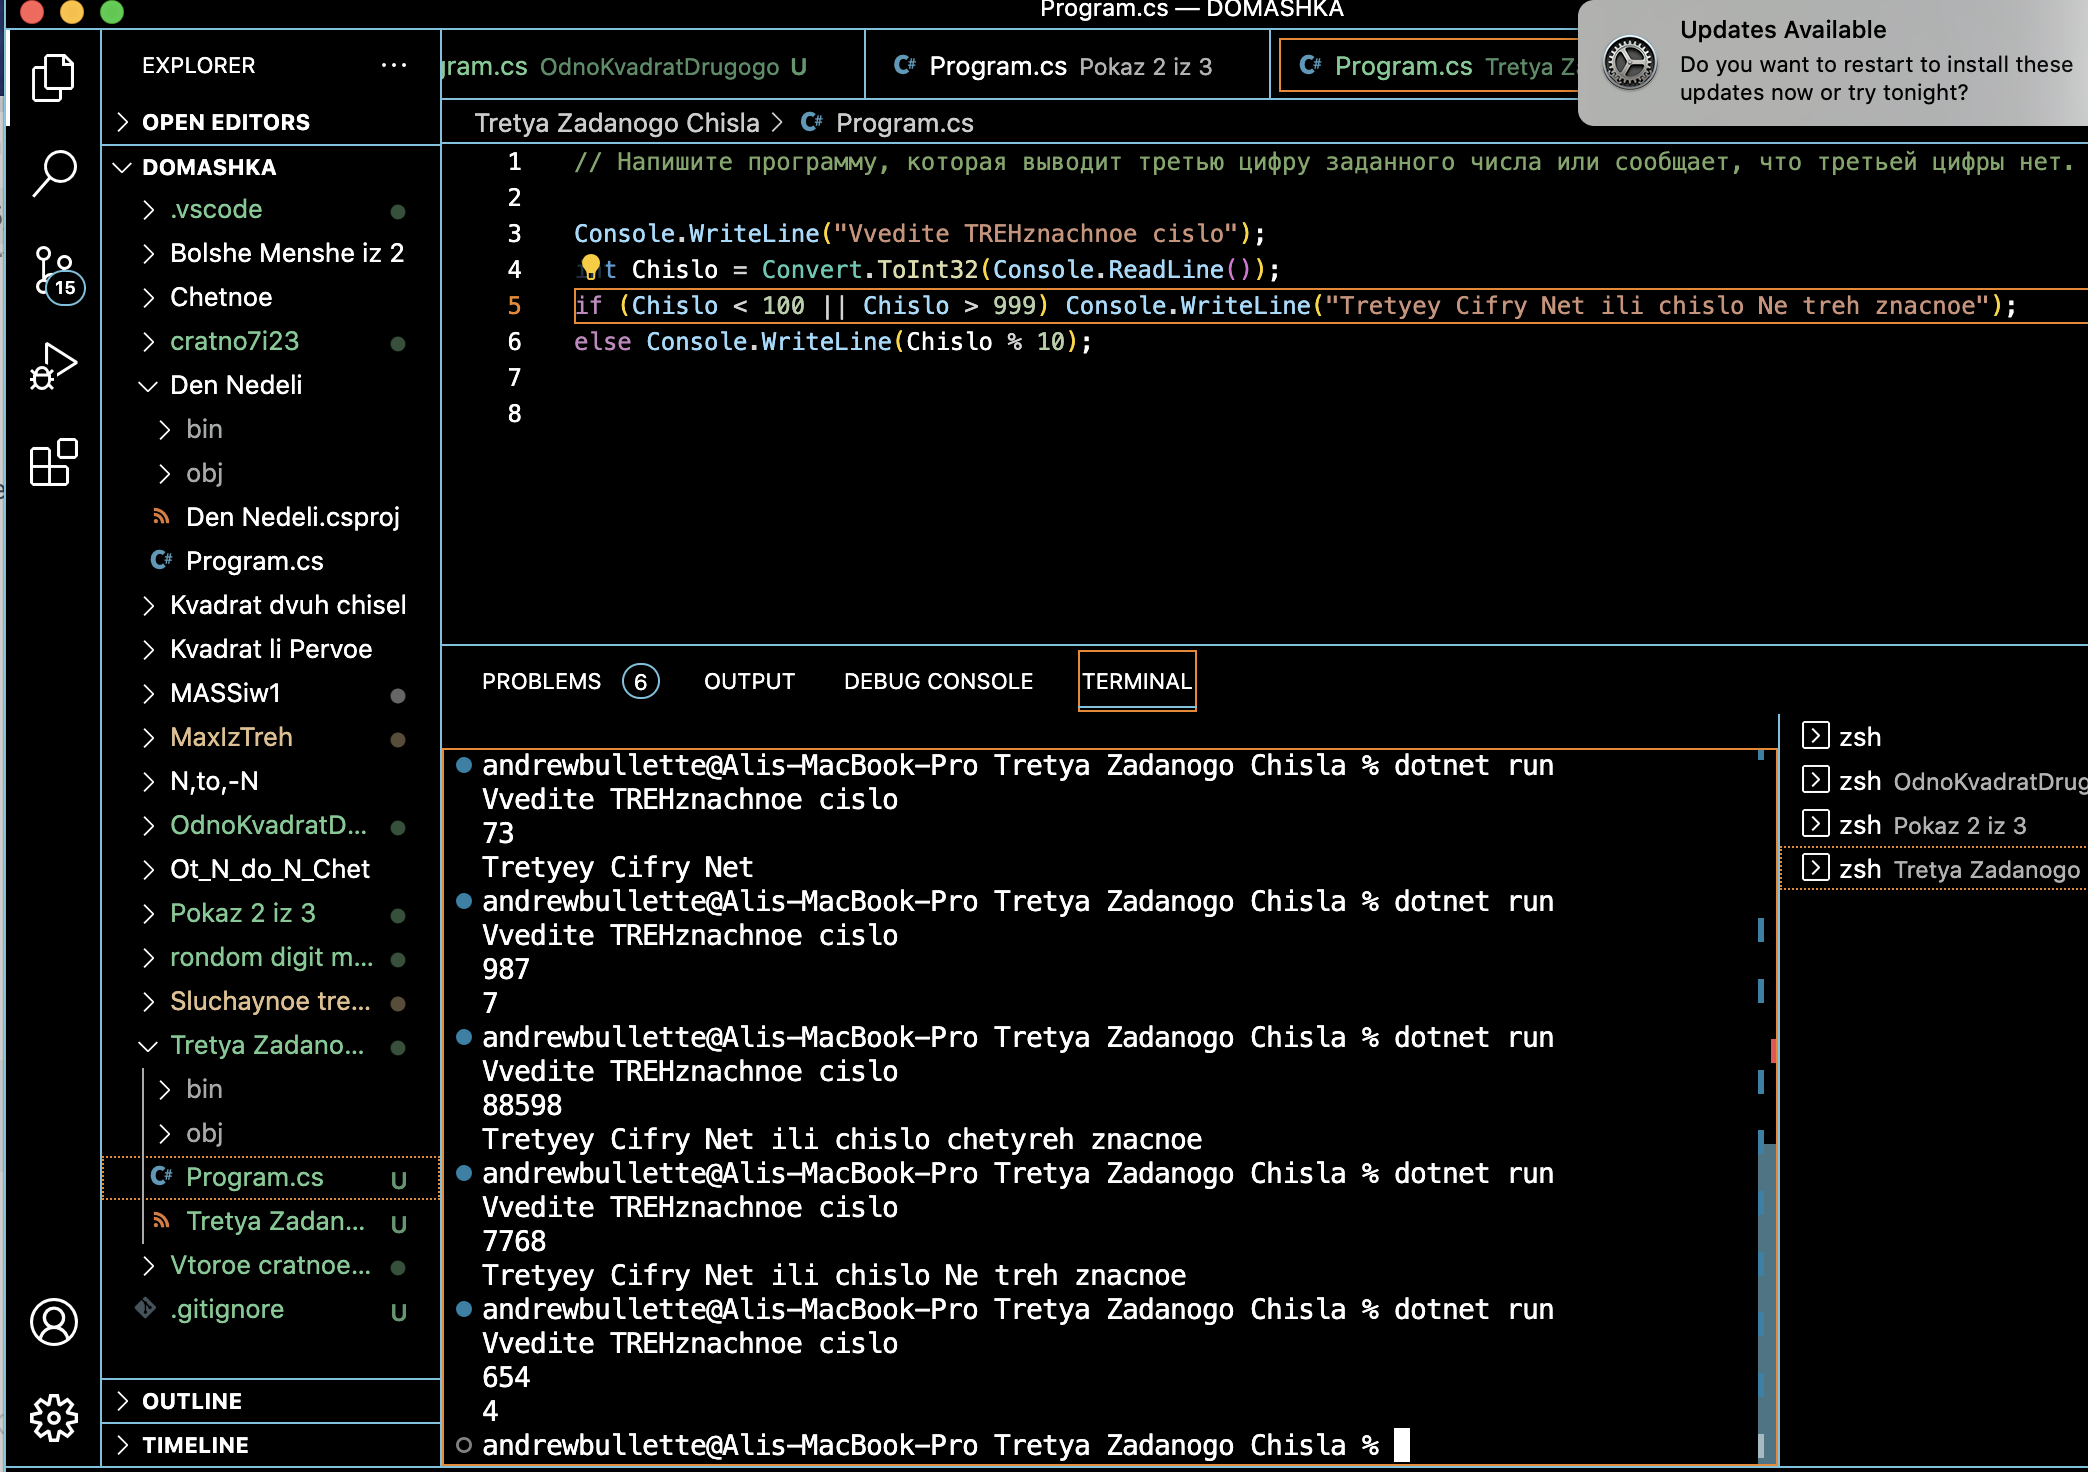 Program.cs — DOMASHKA
Updates Available
Do you want to restart to install these
updates now or try tonight?
EXPLORER
OPEN EDITORS
DOMASHKA
.vscode
Bolshe Menshe iz 2
Chetnoe
cratno7i23
Den Nedeli
bin
obj
Den Nedeli.csproj
C# Program.cs
Kvadrat dvuh chisel
Kvadrat li Pervoe
MASSiw1
MaxIzTreh
N,to,-N
OdnoKvadratD...
Ot_N_do_N_Chet
Pokaz 2 iz 3
rondom digit m...
Sluchaynoe tre...
Tretya Zadano...
bin
obj
C# Program.cs U
Tretya Zadan... U
Vtoroe cratnoe...
.gitignore U
OUTLINE
TIMELINE
15
gram.cs OdnoKvadratDrugogo U
C# Program.cs Pokaz 2 iz 3
C# Program.cs Tretya Z
Tretya Zadanogo Chisla > C# Program.cs
1 // Напишите программу, которая выводит третью цифру заданного числа или сообщает, что третьей цифры нет.
2
3 Console.WriteLine("Vvedite TREHznachnoe cislo");
4 int Chislo = Convert.ToInt32(Console.ReadLine());
5 if (Chislo < 100 || Chislo > 999) Console.WriteLine("Tretyey Cifry Net ili chislo Ne treh znacnoe");
6 else Console.WriteLine(Chislo % 10);
7
8
PROBLEMS 6 OUTPUT DEBUG CONSOLE TERMINAL
andrewbullette@Alis-MacBook-Pro Tretya Zadanogo Chisla % dotnet run
Vvedite TREHznachnoe cislo
73
Tretyey Cifry Net
andrewbullette@Alis-MacBook-Pro Tretya Zadanogo Chisla % dotnet run
Vvedite TREHznachnoe cislo
987
7
andrewbullette@Alis-MacBook-Pro Tretya Zadanogo Chisla % dotnet run
Vvedite TREHznachnoe cislo
88598
Tretyey Cifry Net ili chislo chetyreh znacnoe
andrewbullette@Alis-MacBook-Pro Tretya Zadanogo Chisla % dotnet run
Vvedite TREHznachnoe cislo
7768
Tretyey Cifry Net ili chislo Ne treh znacnoe
andrewbullette@Alis-MacBook-Pro Tretya Zadanogo Chisla % dotnet run
Vvedite TREHznachnoe cislo
654
4
andrewbullette@Alis-MacBook-Pro Tretya Zadanogo Chisla %
zsh
zsh OdnoKvadratDrug
zsh Pokaz 2 iz 3
zsh Tretya Zadanogo